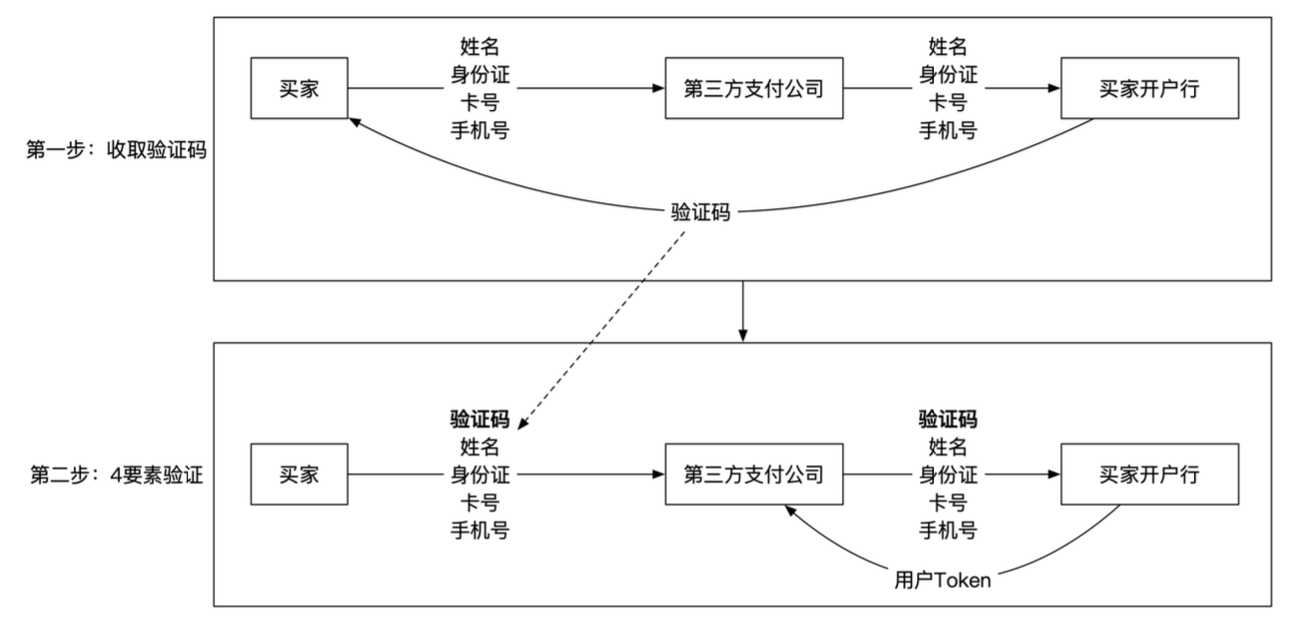 姓名
身份证
卡号
手机号
姓名
身份证
卡号
手机号
买家
第三方支付公司
买家开户行
第一步：收取验证码
验证码
验证码
姓名
身份证
卡号
手机号
验证码
姓名
身份证
卡号
手机号
买家
第三方支付公司
买家开户行
第二步：4要素验证
用户Token